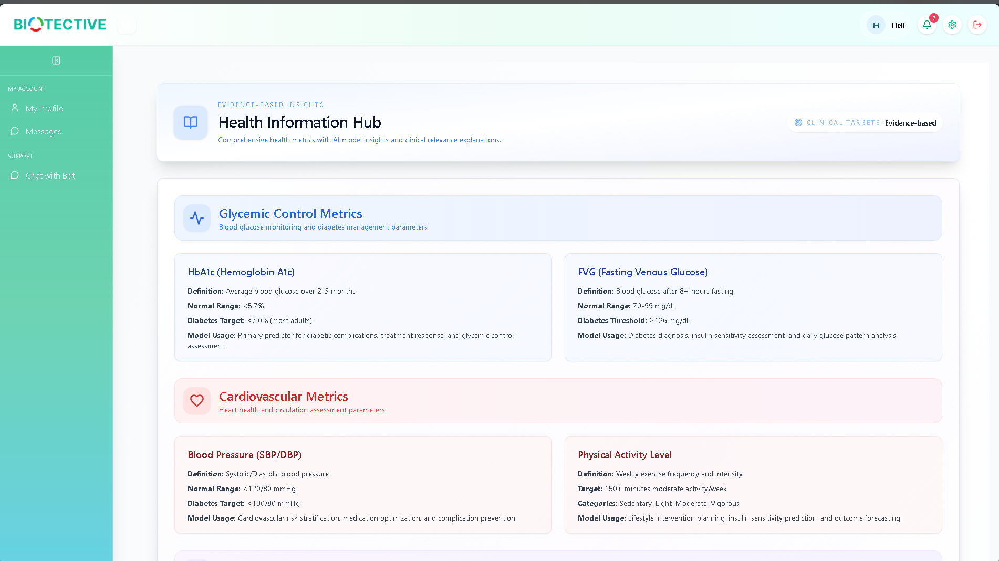 BIOTECTIVE
H
Hell
7
MY ACCOUNT
My Profile
Messages
SUPPORT
Chat with Bot
EVIDENCE-BASED INSIGHTS
Health Information Hub
Comprehensive health metrics with AI model insights and clinical relevance explanations.
CLINICAL TARGETS Evidence-based
Glycemic Control Metrics
Blood glucose monitoring and diabetes management parameters
HbA1c (Hemoglobin A1c)
Definition: Average blood glucose over 2-3 months
Normal Range: <5.7%
Diabetes Target: <7.0% (most adults)
Model Usage: Primary predictor for diabetic complications, treatment response, and glycemic control
assessment
FVG (Fasting Venous Glucose)
Definition: Blood glucose after 8+ hours fasting
Normal Range: 70-99 mg/dL
Diabetes Threshold: ≥126 mg/dL
Model Usage: Diabetes diagnosis, insulin sensitivity assessment, and daily glucose pattern analysis
Cardiovascular Metrics
Heart health and circulation assessment parameters
Blood Pressure (SBP/DBP)
Definition: Systolic/Diastolic blood pressure
Normal Range: <120/80 mmHg
Diabetes Target: <130/80 mmHg
Model Usage: Cardiovascular risk stratification, medication optimization, and complication prevention
Physical Activity Level
Definition: Weekly exercise frequency and intensity
Target: 150+ minutes moderate activity/week
Categories: Sedentary, Light, Moderate, Vigorous
Model Usage: Lifestyle intervention planning, insulin sensitivity prediction, and outcome forecasting